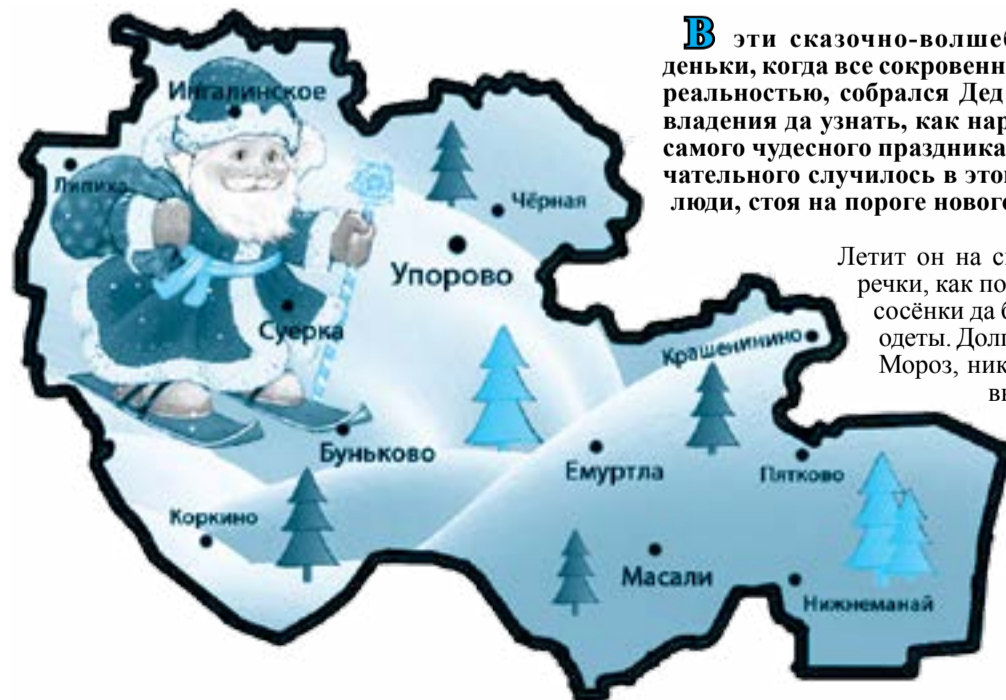 В эти сказочно-волшеб
деньки, когда все сокровенн
реальностью, собрался Дед
владения да узнать, как нар
самого чудесного праздника
чательного случилось в этом
люди, стоя на пороге нового
Летит он на с
речки, как по
сосёнки да б
одеты. Долг
Мороз, ник
вы
Ингалинское
Липиха
Чёрная
Упорово
Суерка
Крашенинино
Буньково
Емуртла
Пятково
Коркино
Масали
Нижнеманай